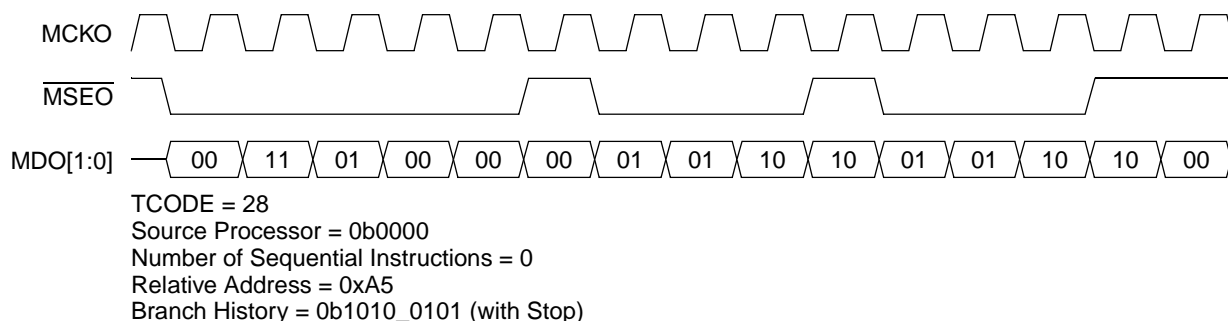 MCKO
MSEO
MDO[1:0] 00 11 01 00 00 00 01 01 10 10 01 01 10 10 00
TCODE = 28
Source Processor = 0b0000
Number of Sequential Instructions = 0
Relative Address = 0xA5
Branch History = 0b1010_0101 (with Stop)